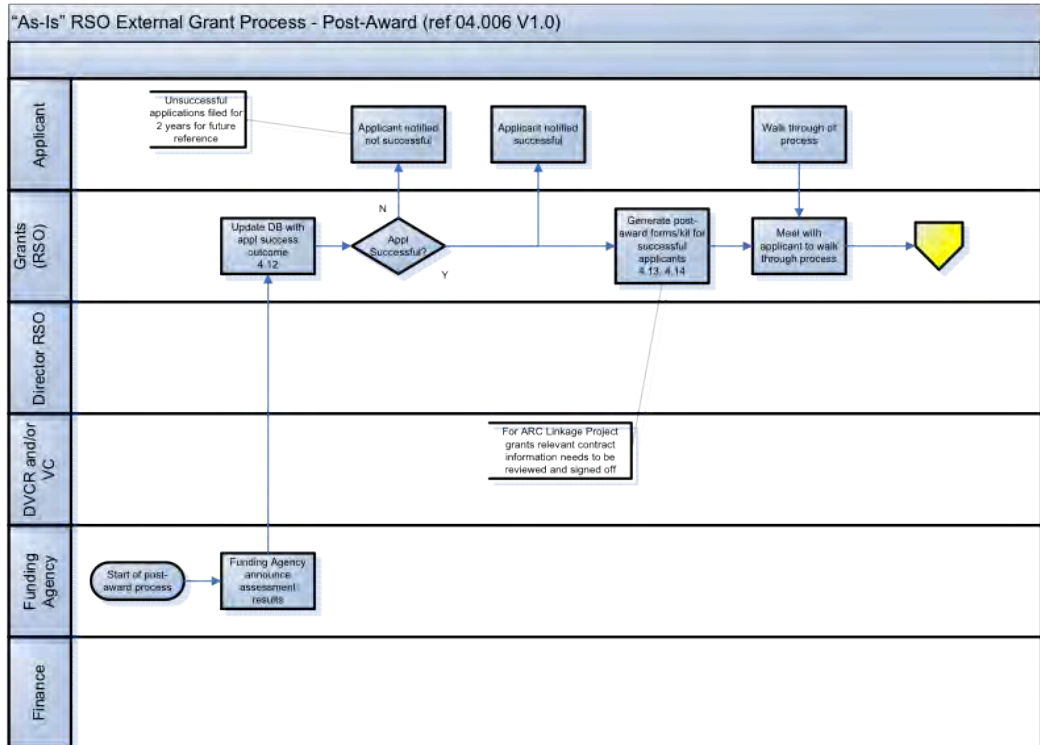 "As-Is" RSO External Grant Process - Post-Award (ref 04.006 V1.0)
Applicant
Unsuccessful
applications filed for
2 years for future
reference
Applicant notified
not successful
Applicant notified
successful
Walk through of
process
Grants
(RSO)
Update DB with
appl success
outcome
4.12
Appl
Successful?
N
Y
Generate post-
award forms/kit for
successful
applicants
4.13, 4.14
Meet with
applicant to walk
through process
Director RSO
DVCR and/or
VC
For ARC Linkage Project
grants relevant contract
information needs to be
reviewed and signed off
Funding
Agency
Start of post-
award process
Funding Agency
announce
assessment
results
Finance